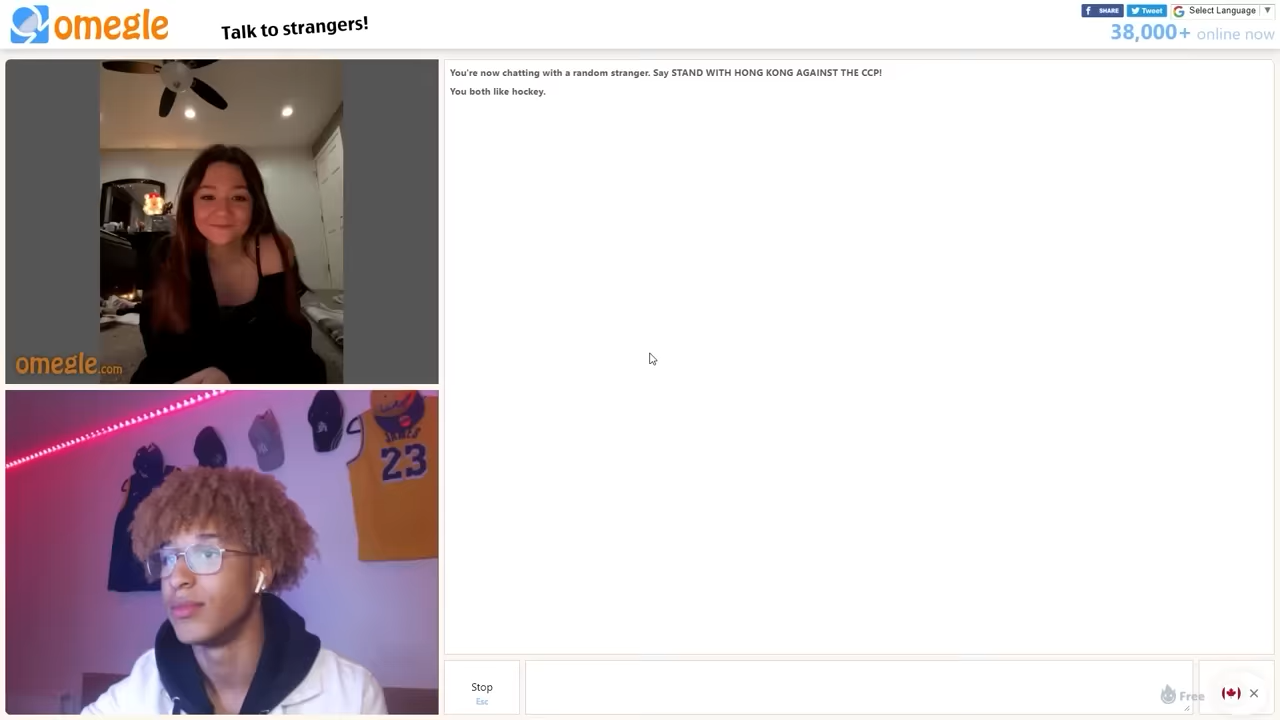 omegle
Talk to strangers!
SHARE
Tweet
Select Language
38,000+ online now
You're now chatting with a random stranger. Say STAND WITH HONG KONG AGAINST THE CCP!
You both like hockey.
omegle.com
JAMES
23
Stop
Esc
Free